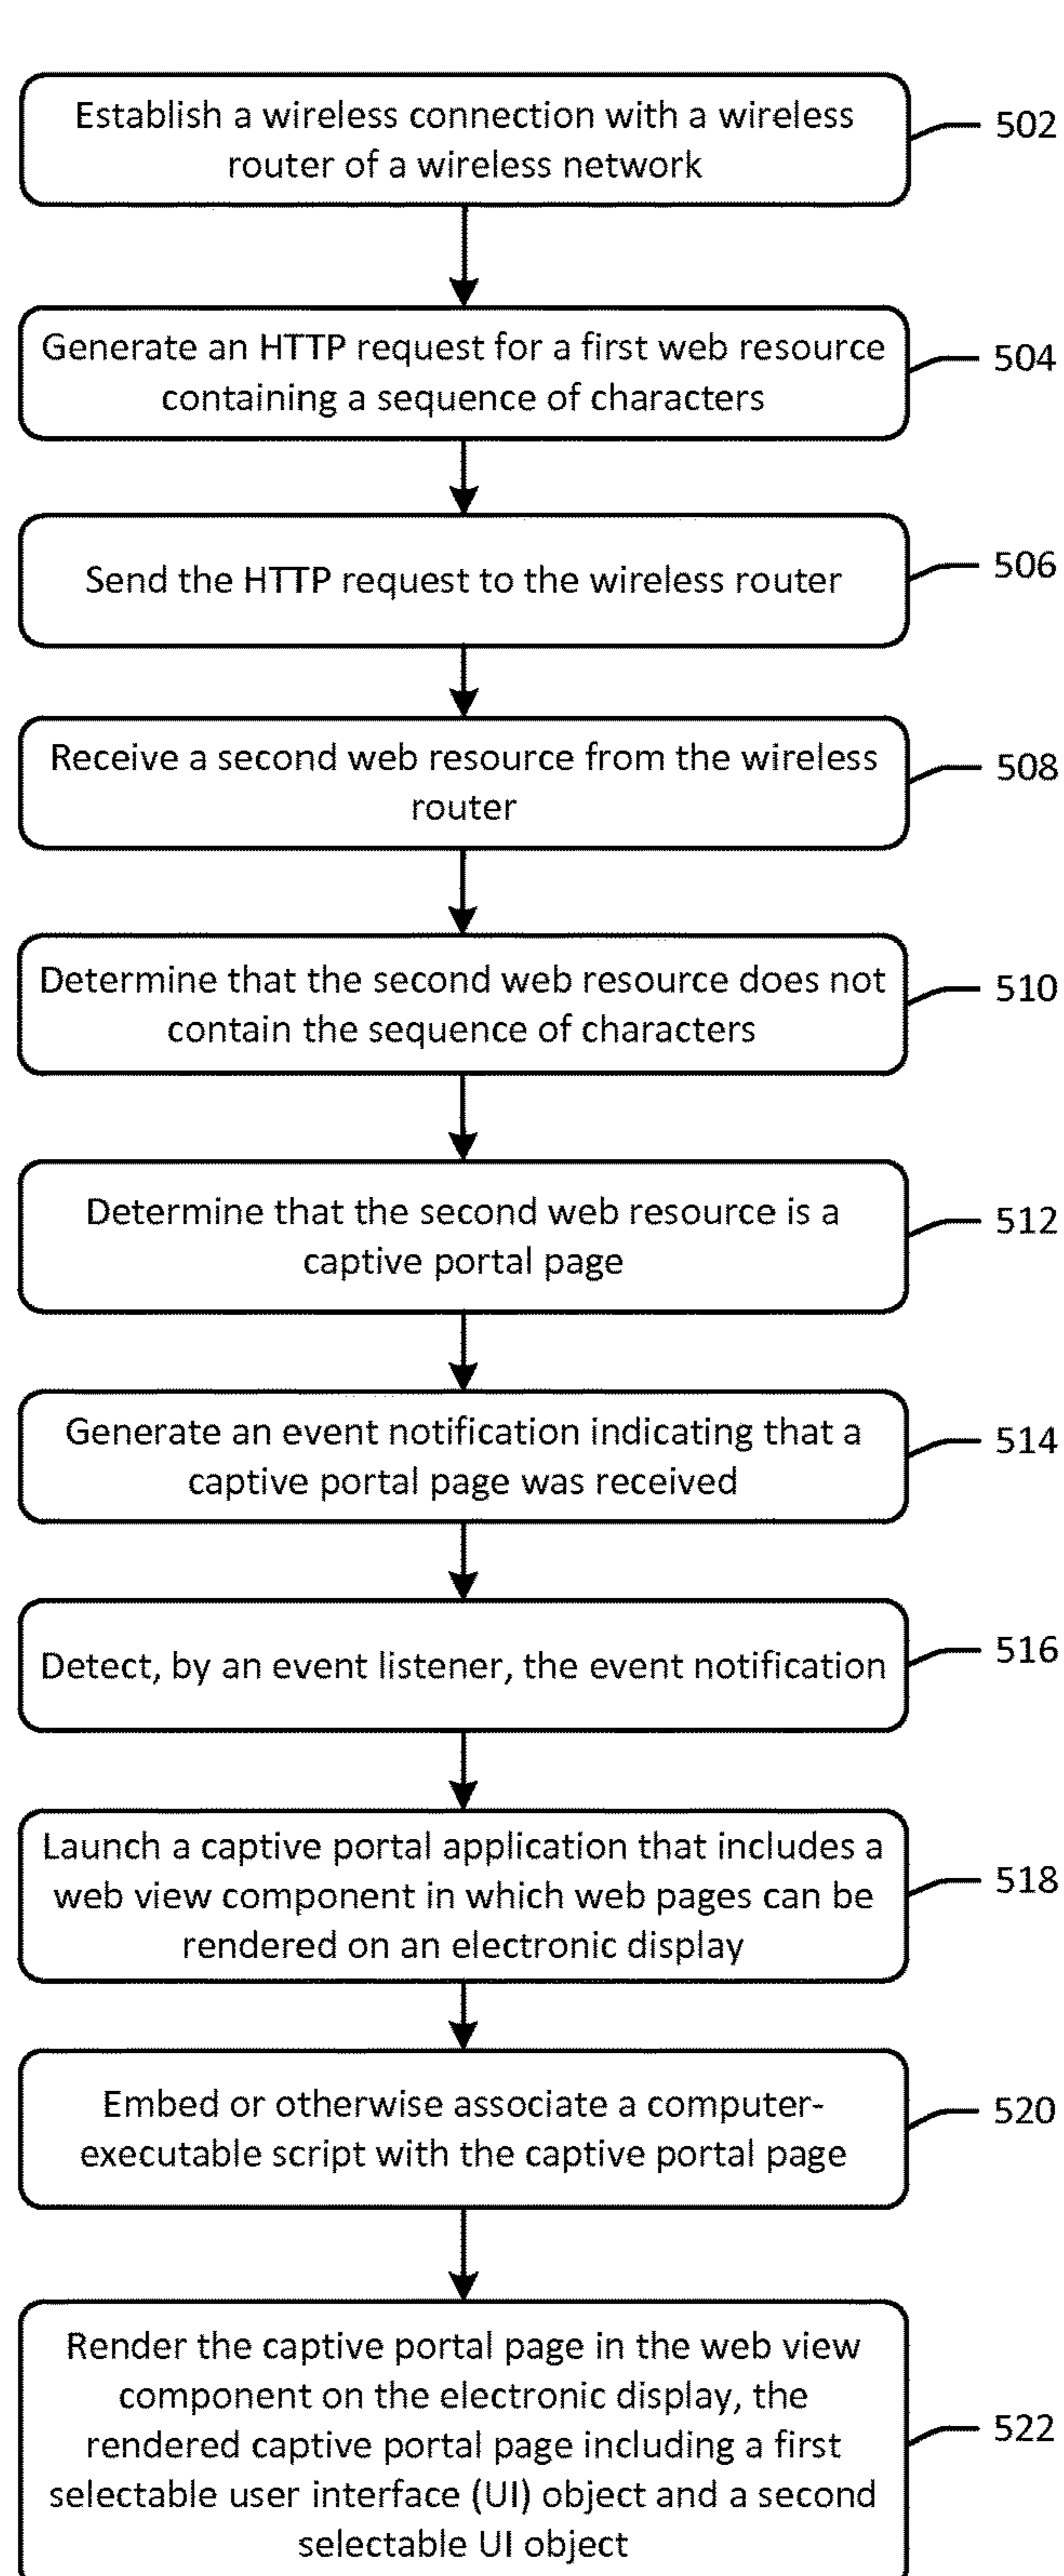 Establish a wireless connection with a wireless
router of a wireless network
502
Generate an HTTP request for a first web resource
containing a sequence of characters
504
Send the HTTP request to the wireless router
506
Receive a second web resource from the wireless
router
508
Determine that the second web resource does not
contain the sequence of characters
510
Determine that the second web resource is a
captive portal page
512
Generate an event notification indicating that a
captive portal page was received
514
Detect, by an event listener, the event notification
516
Launch a captive portal application that includes a
web view component in which web pages can be
rendered on an electronic display
518
Embed or otherwise associate a computer-
executable script with the captive portal page
520
Render the captive portal page in the web view
component on the electronic display, the
rendered captive portal page including a first
selectable user interface (UI) object and a second
selectable UI object
522